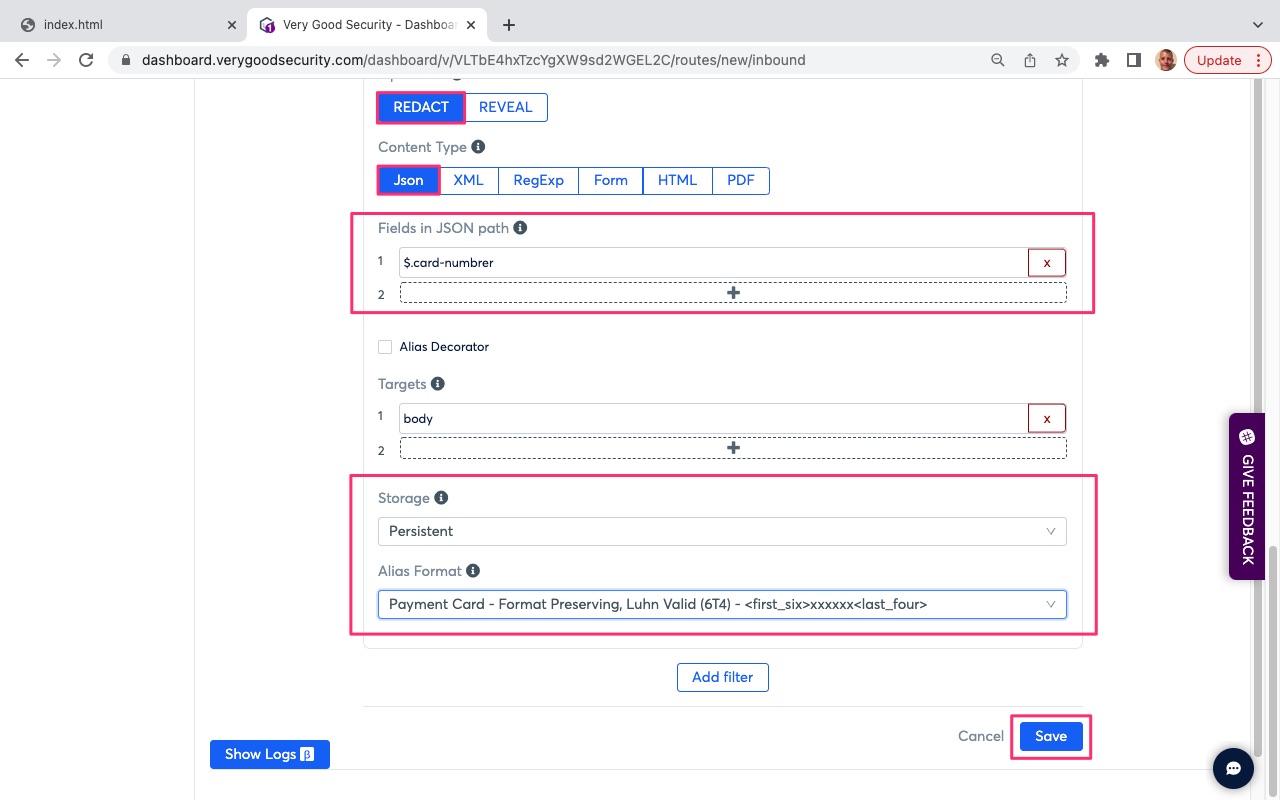 index.html
Very Good Security - Dashboa
dashboard.verygoodsecurity.com/dashboard/v/VLTbE4hxTzcYgXW9sd2WGEL2C/routes/new/inbound
Update
REDACT REVEAL
Content Type
Json XML RegExp Form HTML PDF
Fields in JSON path
1 $.card-numbrer x
2 +
Alias Decorator
Targets
1 body x
2 +
Storage
Persistent
Alias Format
Payment Card - Format Preserving, Luhn Valid (6T4) - <first_six>xxxxxx<last_four>
Add filter
Cancel Save
Show Logs β
GIVE FEEDBACK